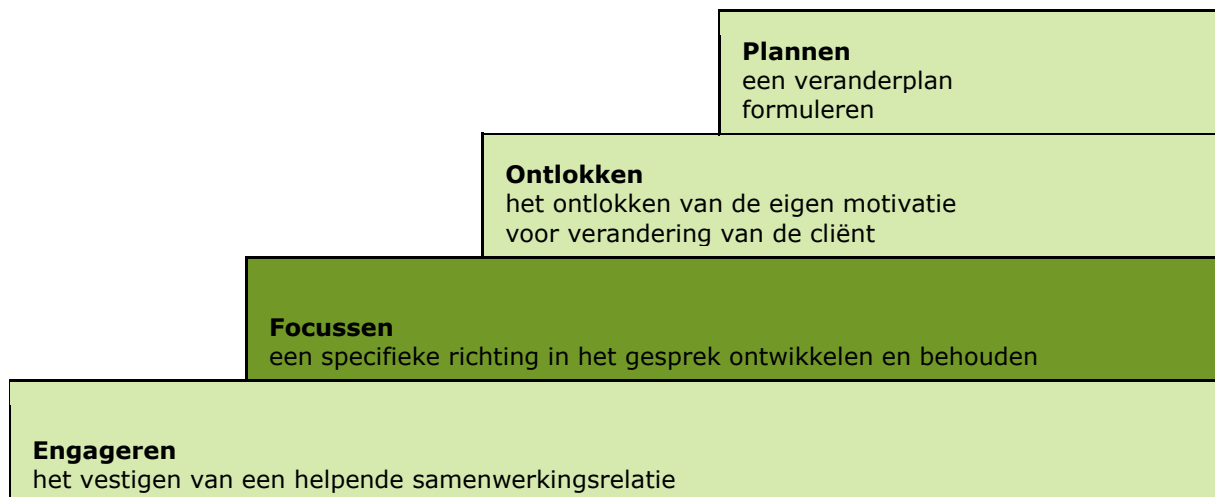 Plannen
een veranderplan
formuleren
Ontlokken
het ontlokken van de eigen motivatie
voor verandering van de cliënt
Focussen
een specifieke richting in het gesprek ontwikkelen en behouden
Engageren
het vestigen van een helpende samenwerkingsrelatie